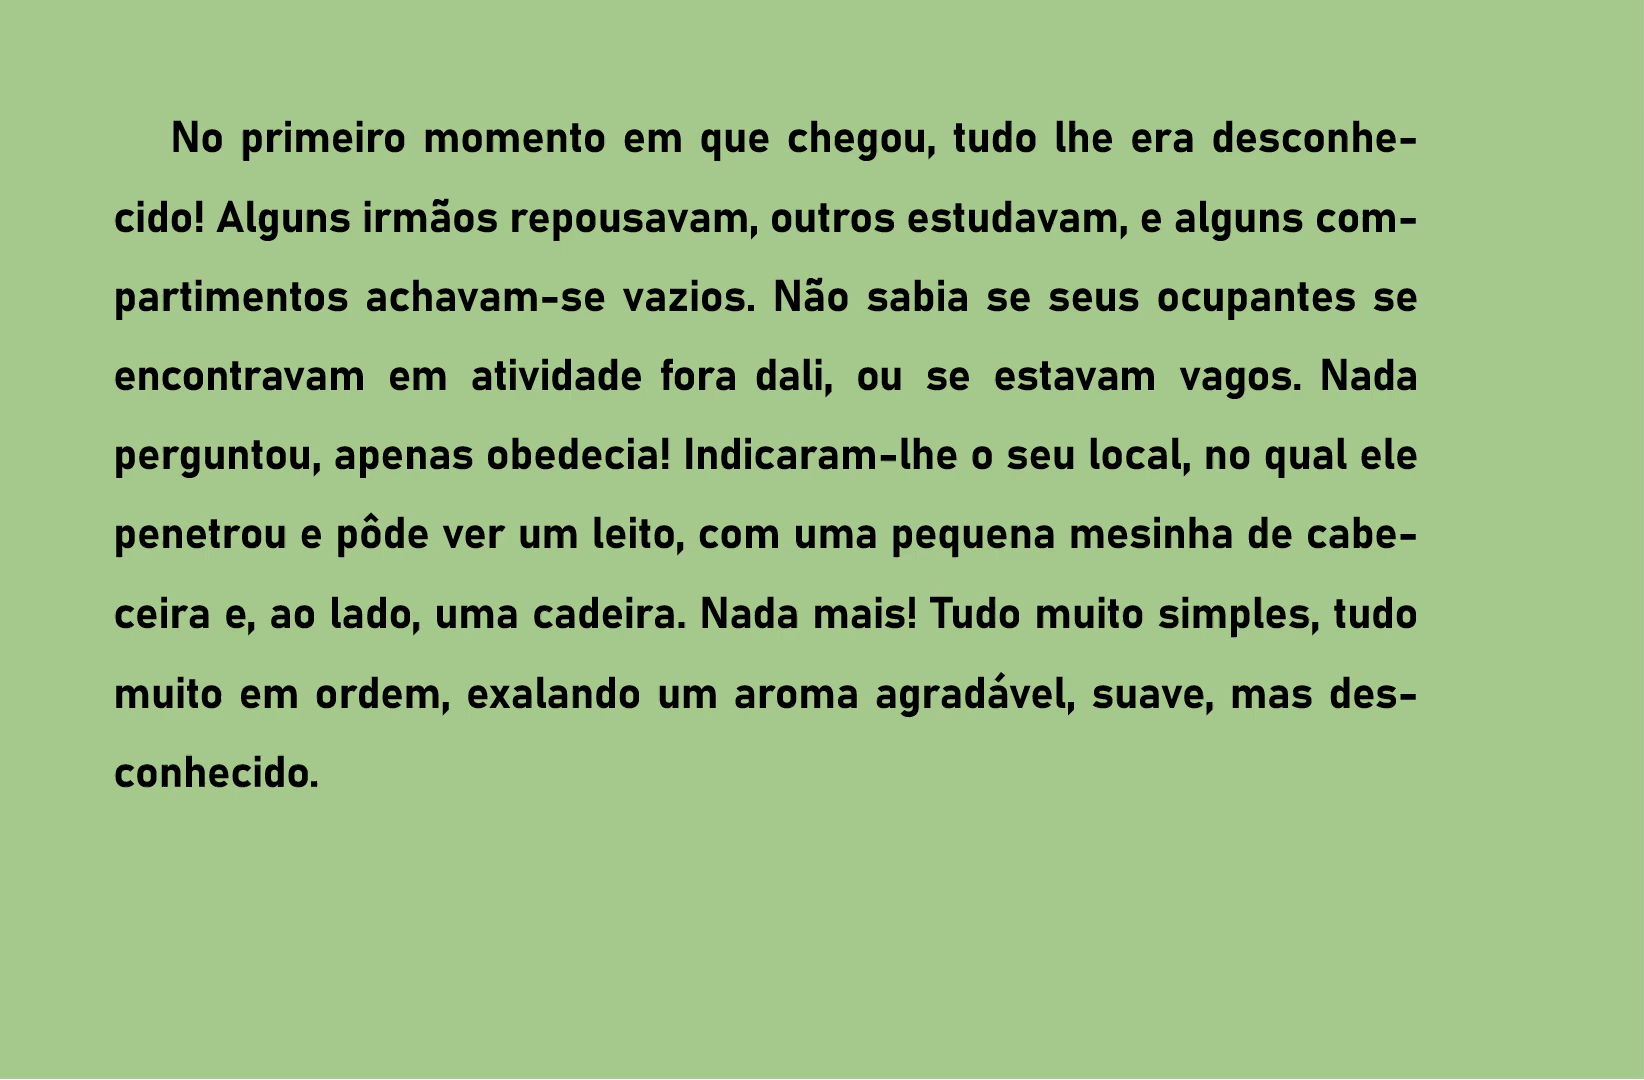 No primeiro momento em que chegou, tudo lhe era desconhe-
cido! Alguns irmãos repousavam, outros estudavam, e alguns com-
partimentos achavam-se vazios. Não sabia se seus ocupantes se
encontravam em atividade fora dali, ou se estavam vagos. Nada
perguntou, apenas obedecia! Indicaram-lhe o seu local, no qual ele
penetrou e pôde ver um leito, com uma pequena mesinha de cabe-
ceira e, ao lado, uma cadeira. Nada mais! Tudo muito simples, tudo
muito em ordem, exalando um aroma agradável, suave, mas des-
conhecido.